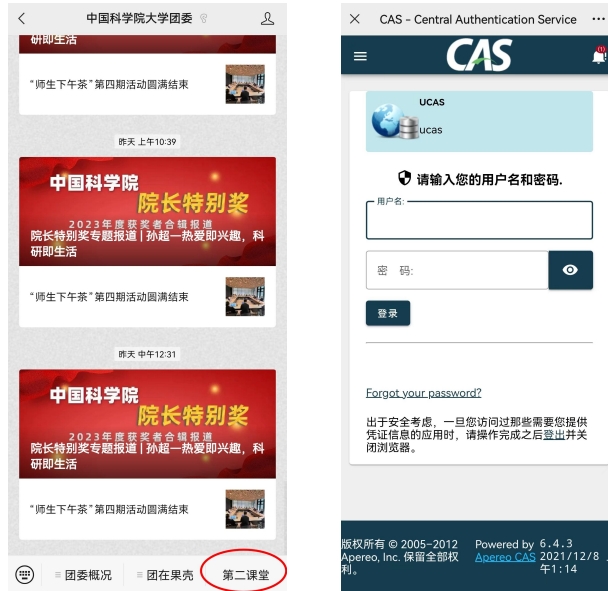 中国科学院大学团委
研即生活
“师生下午茶”第四期活动圆满结束
昨天 上午10:39
中国科学院
院长特别奖
2023年度获奖者合辑报道
院长特别奖专题报道 | 孙超一热爱即兴趣，科
研即生活
“师生下午茶”第四期活动圆满结束
昨天 中午12:31
中国科学院
院长特别奖
2023年度获奖者合辑报道
院长特别奖专题报道 | 孙超一热爱即兴趣，科
研即生活
“师生下午茶”第四期活动圆满结束
团委概况
团在果壳
第二课堂
CAS – Central Authentication Service
CAS
(1)
UCAS
ucas
请输入您的用户名和密码.
用户名:
密 码:
登录
Forgot your password?
出于安全考虑，一旦您访问过那些需要您提供
凭证信息的应用时，请操作完成之后登出并关
闭浏览器。
版权所有 © 2005–2012
Apereo, Inc. 保留全部权
利。
Powered by
Apereo CAS
6.4.3
2021/12/8
午1:14